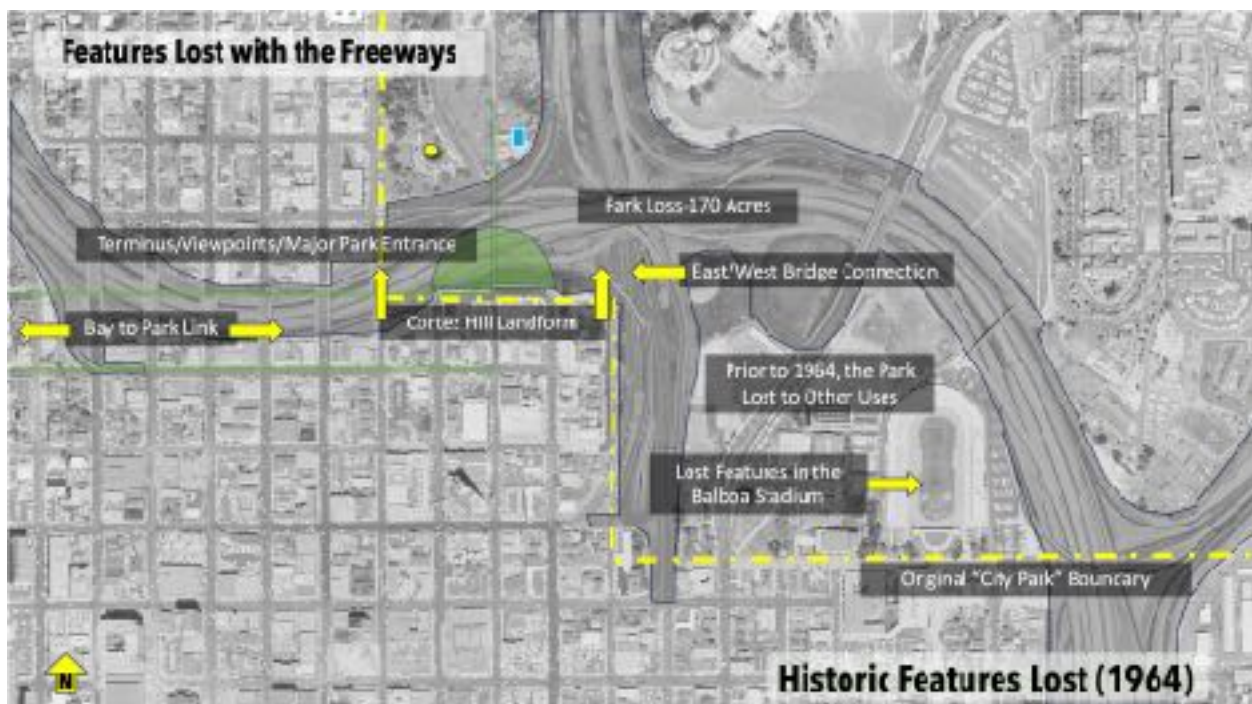 Features Lost with the Freeways
Park Loss-170 Acres
Terminus/Viewpoints/Major Park Entrance
East/West Bridge Connection
Bay to Park Link
Cortez Hill Landform
Prior to 1964, the Park
Lost to Other Uses
Lost Features in the
Balboa Stadium
Orginal "City Park" Bouncary
N
Historic Features Lost (1964)